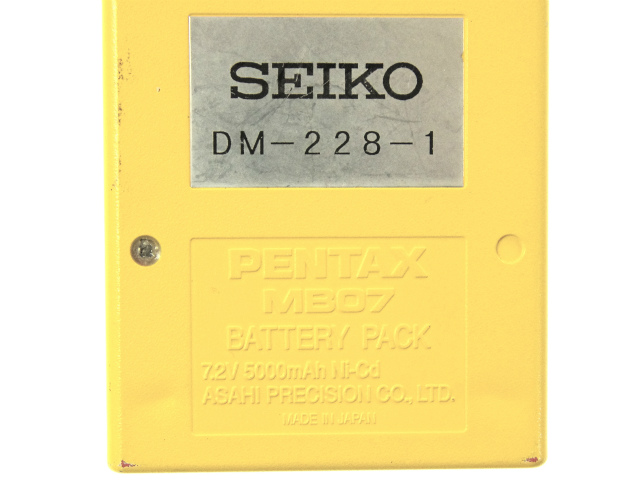 SEIKO
DM-228-1
PENTAX
MB07
BATTERY PACK
7.2V 5000mAh Ni-Cd
ASAHI PRECISION CO., LTD.
MADE IN JAPAN